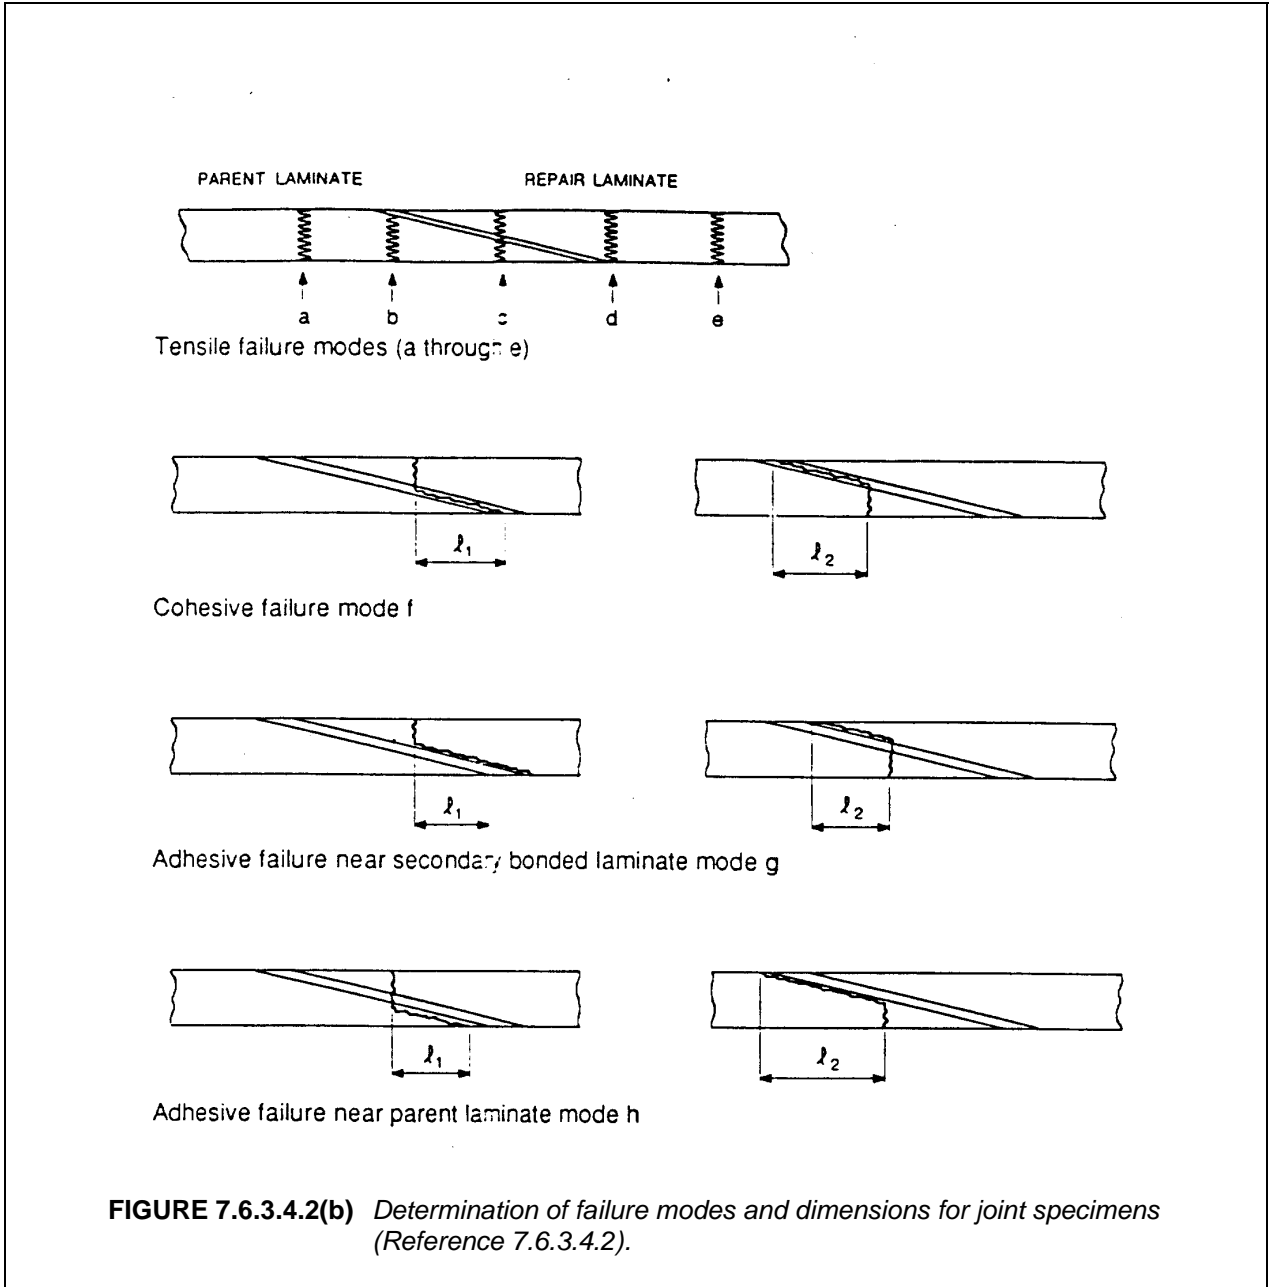 PARENT LAMINATE REPAIR LAMINATE
a b c d e
Tensile failure modes (a through e)
ℓ1 ℓ2
Cohesive failure mode f
ℓ1 ℓ2
Adhesive failure near secondary bonded laminate mode g
ℓ1 ℓ2
Adhesive failure near parent laminate mode h
FIGURE 7.6.3.4.2(b) Determination of failure modes and dimensions for joint specimens
(Reference 7.6.3.4.2).